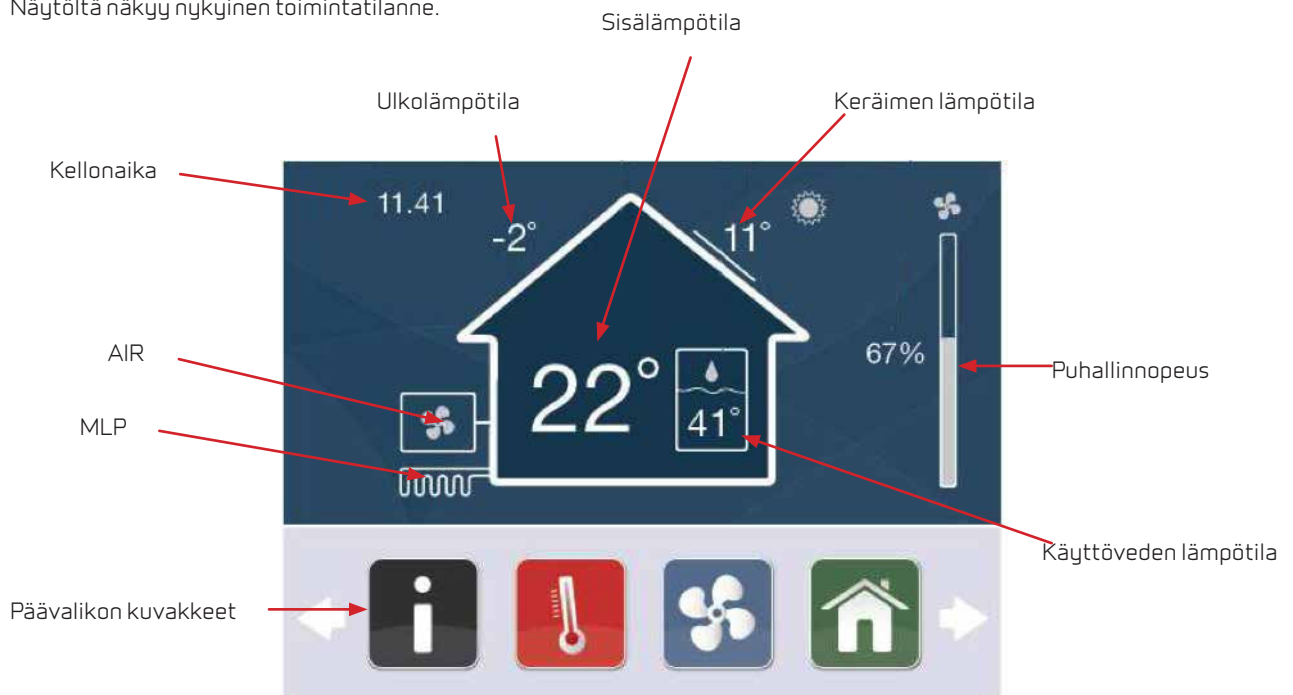 Näytöltä näkyy nykyinen toimintatilanne.
Sisälämpötila
Ulkolämpötila
Keräimen lämpötila
Kellonaika
11.41
-2°
11°
AIR
22°
67%
Puhallinnopeus
MLP
41°
Käyttöveden lämpötila
Päävalikon kuvakkeet
i